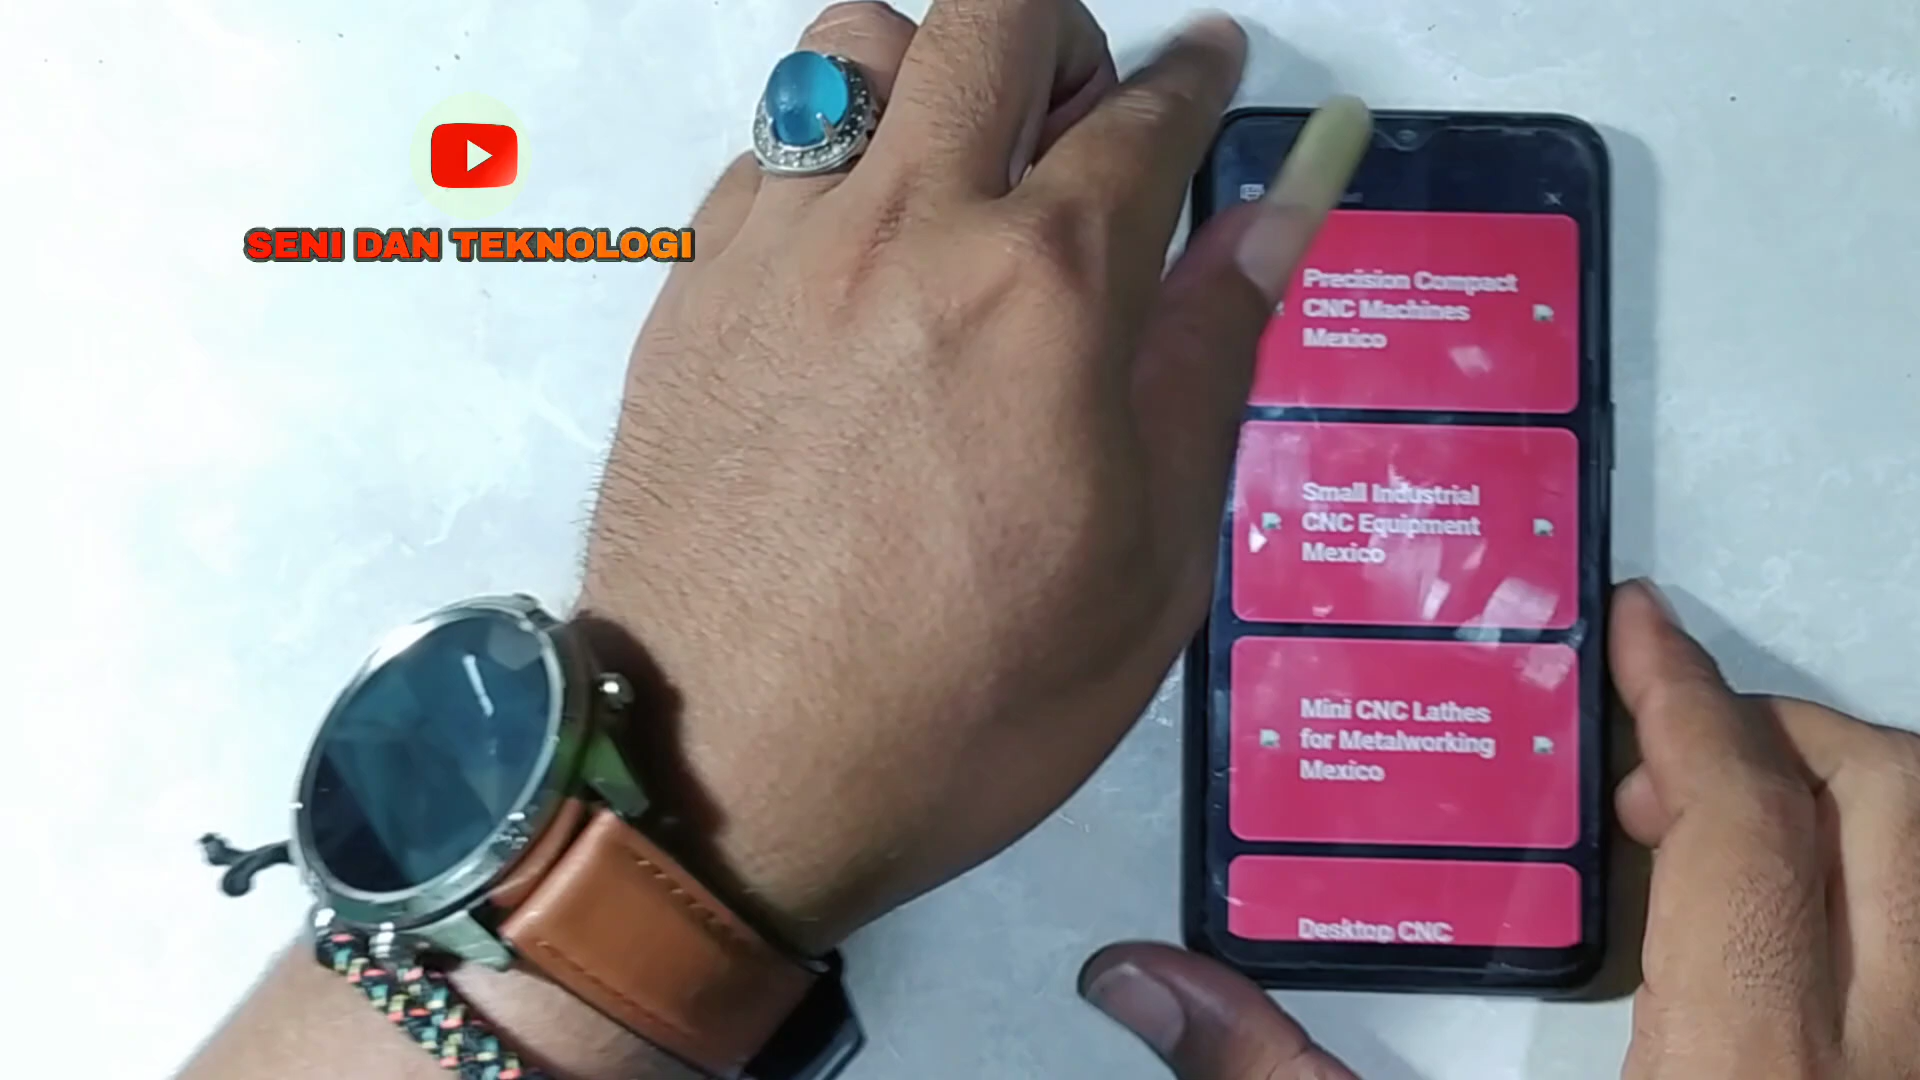 SENI DAN TEKNOLOGI
Precision Compact
CNC Machines
Mexico
Small Industrial
CNC Equipment
Mexico
Mini CNC Lathes
for Metalworking
Mexico
Desktop CNC